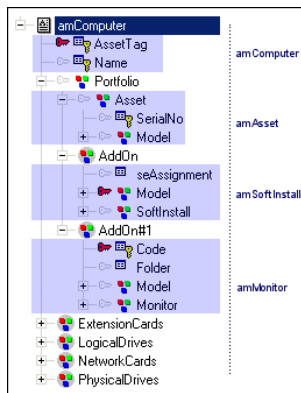 amComputer
AssetTag
Name
amComputer
Portfolio
Asset
SerialNo
Model
amAsset
AddOn
seAssignment
Model
SoftInstall
amSoftInstall
AddOn#1
Code
Folder
Model
Monitor
amMonitor
ExtensionCards
LogicalDrives
NetworkCards
PhysicalDrives